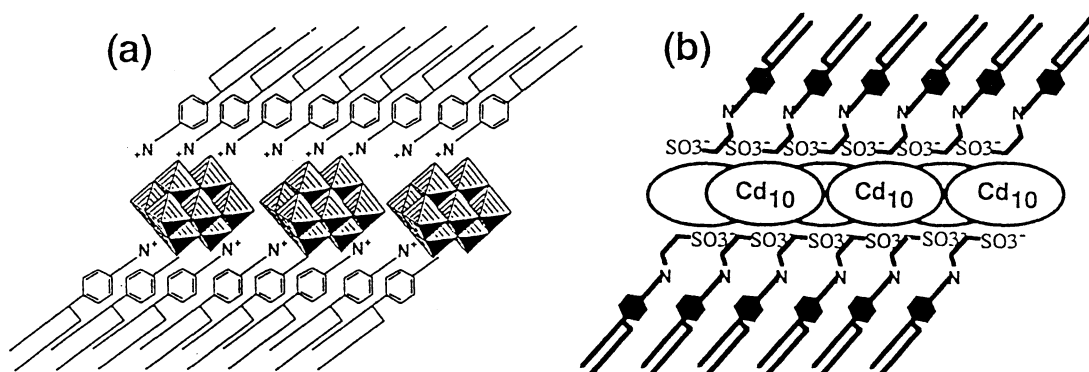 (a)
+N +N +N +N +N +N +N +N
N+ N+ N+ N+ N+ N+ N+
(b)
N N N N N N
SO3- SO3- SO3- SO3- SO3- SO3-
Cd10 Cd10 Cd10
SO3- SO3- SO3- SO3- SO3- SO3-
N N N N N N